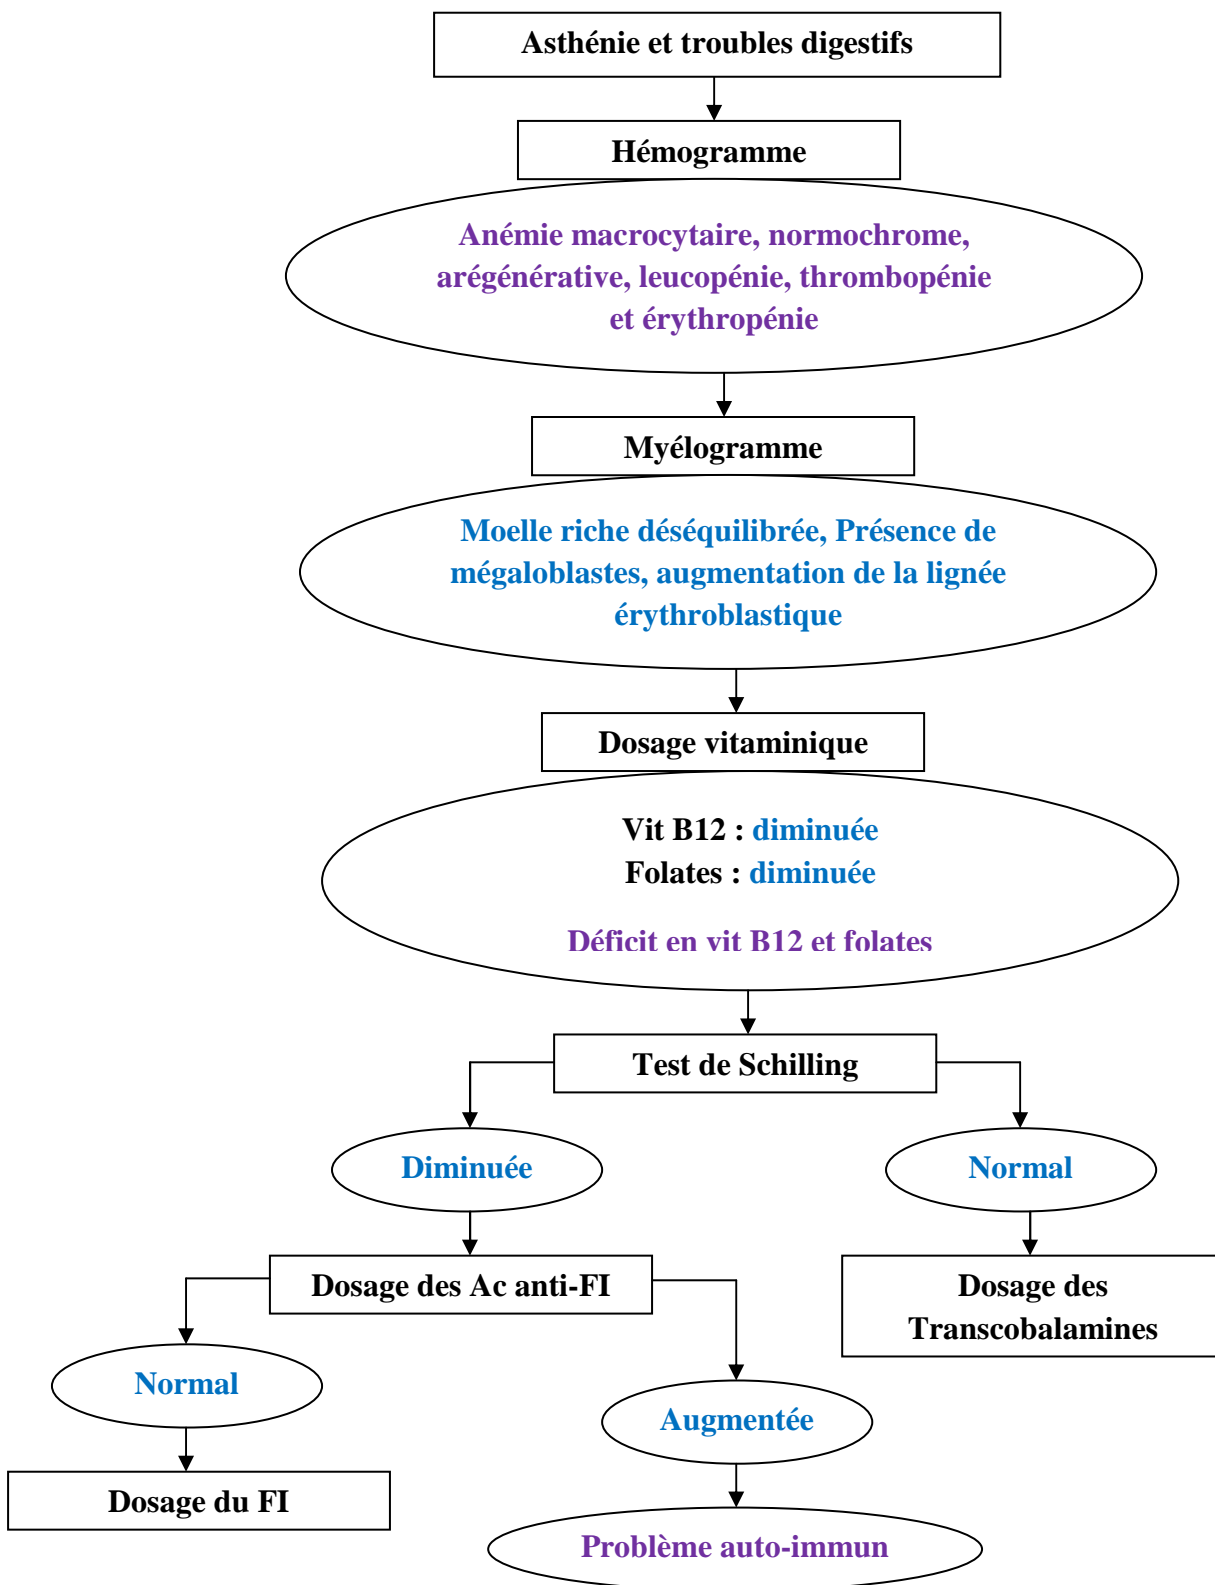 Asthénie et troubles digestifs
Hémogramme
Anémie macrocytaire, normochrome,
arégénérative, leucopénie, thrombopénie
et érythropénie
Myélogramme
Moelle riche déséquilibrée, Présence de
mégaloblastes, augmentation de la lignée
érythroblastique
Dosage vitaminique
Vit B12 : diminuée
Folates : diminuée
Déficit en vit B12 et folates
Test de Schilling
Diminuée
Normal
Dosage des Ac anti-FI
Dosage des
Transcobalamines
Normal
Augmentée
Dosage du FI
Problème auto-immun